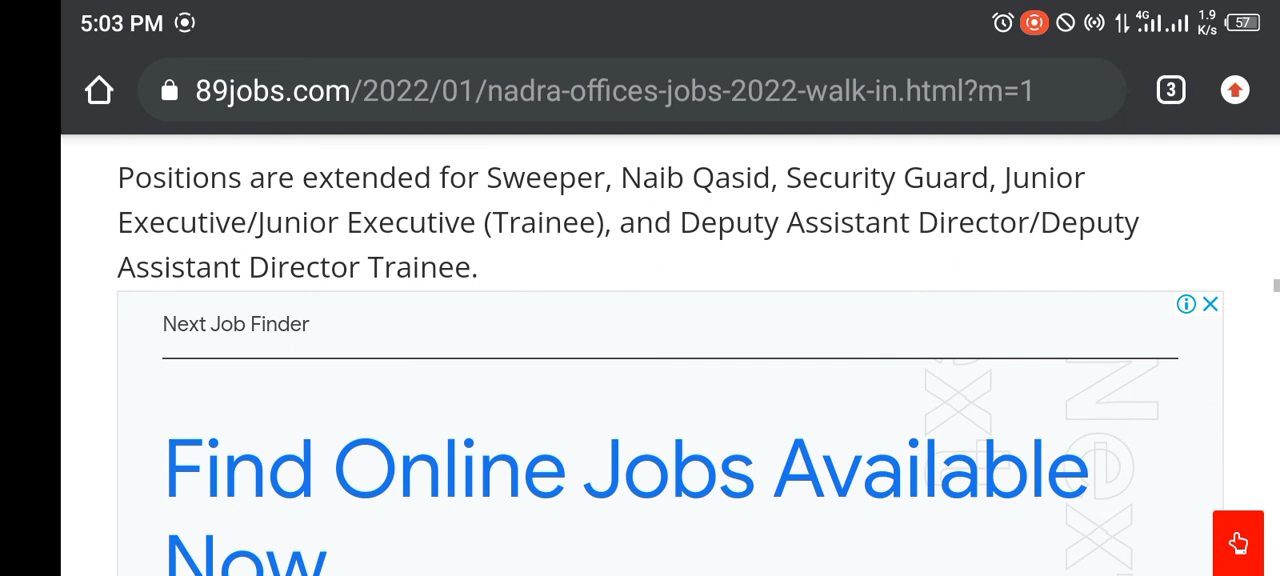 5:03 PM
4G 1.9 K/s 57
89jobs.com/2022/01/nadra-offices-jobs-2022-walk-in.html?m=1 3
Positions are extended for Sweeper, Naib Qasid, Security Guard, Junior
Executive/Junior Executive (Trainee), and Deputy Assistant Director/Deputy
Assistant Director Trainee.
Next Job Finder
Find Online Jobs Available
Now